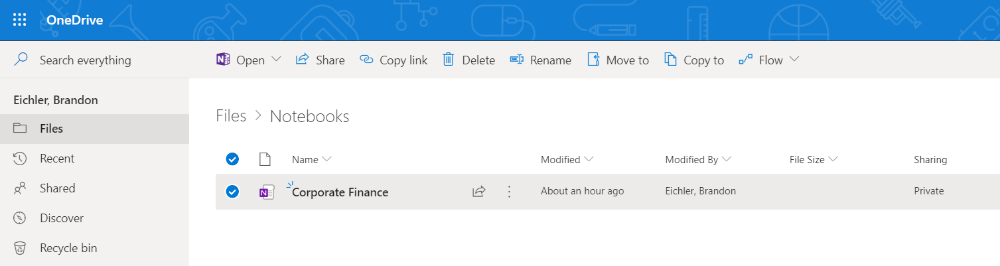 OneDrive
Search everything
Open Share Copy link Delete Rename Move to Copy to Flow
Eichler, Brandon
Files
Recent
Shared
Discover
Recycle bin
Files > Notebooks
Name Modified Modified By File Size Sharing
Corporate Finance About an hour ago Eichler, Brandon Private